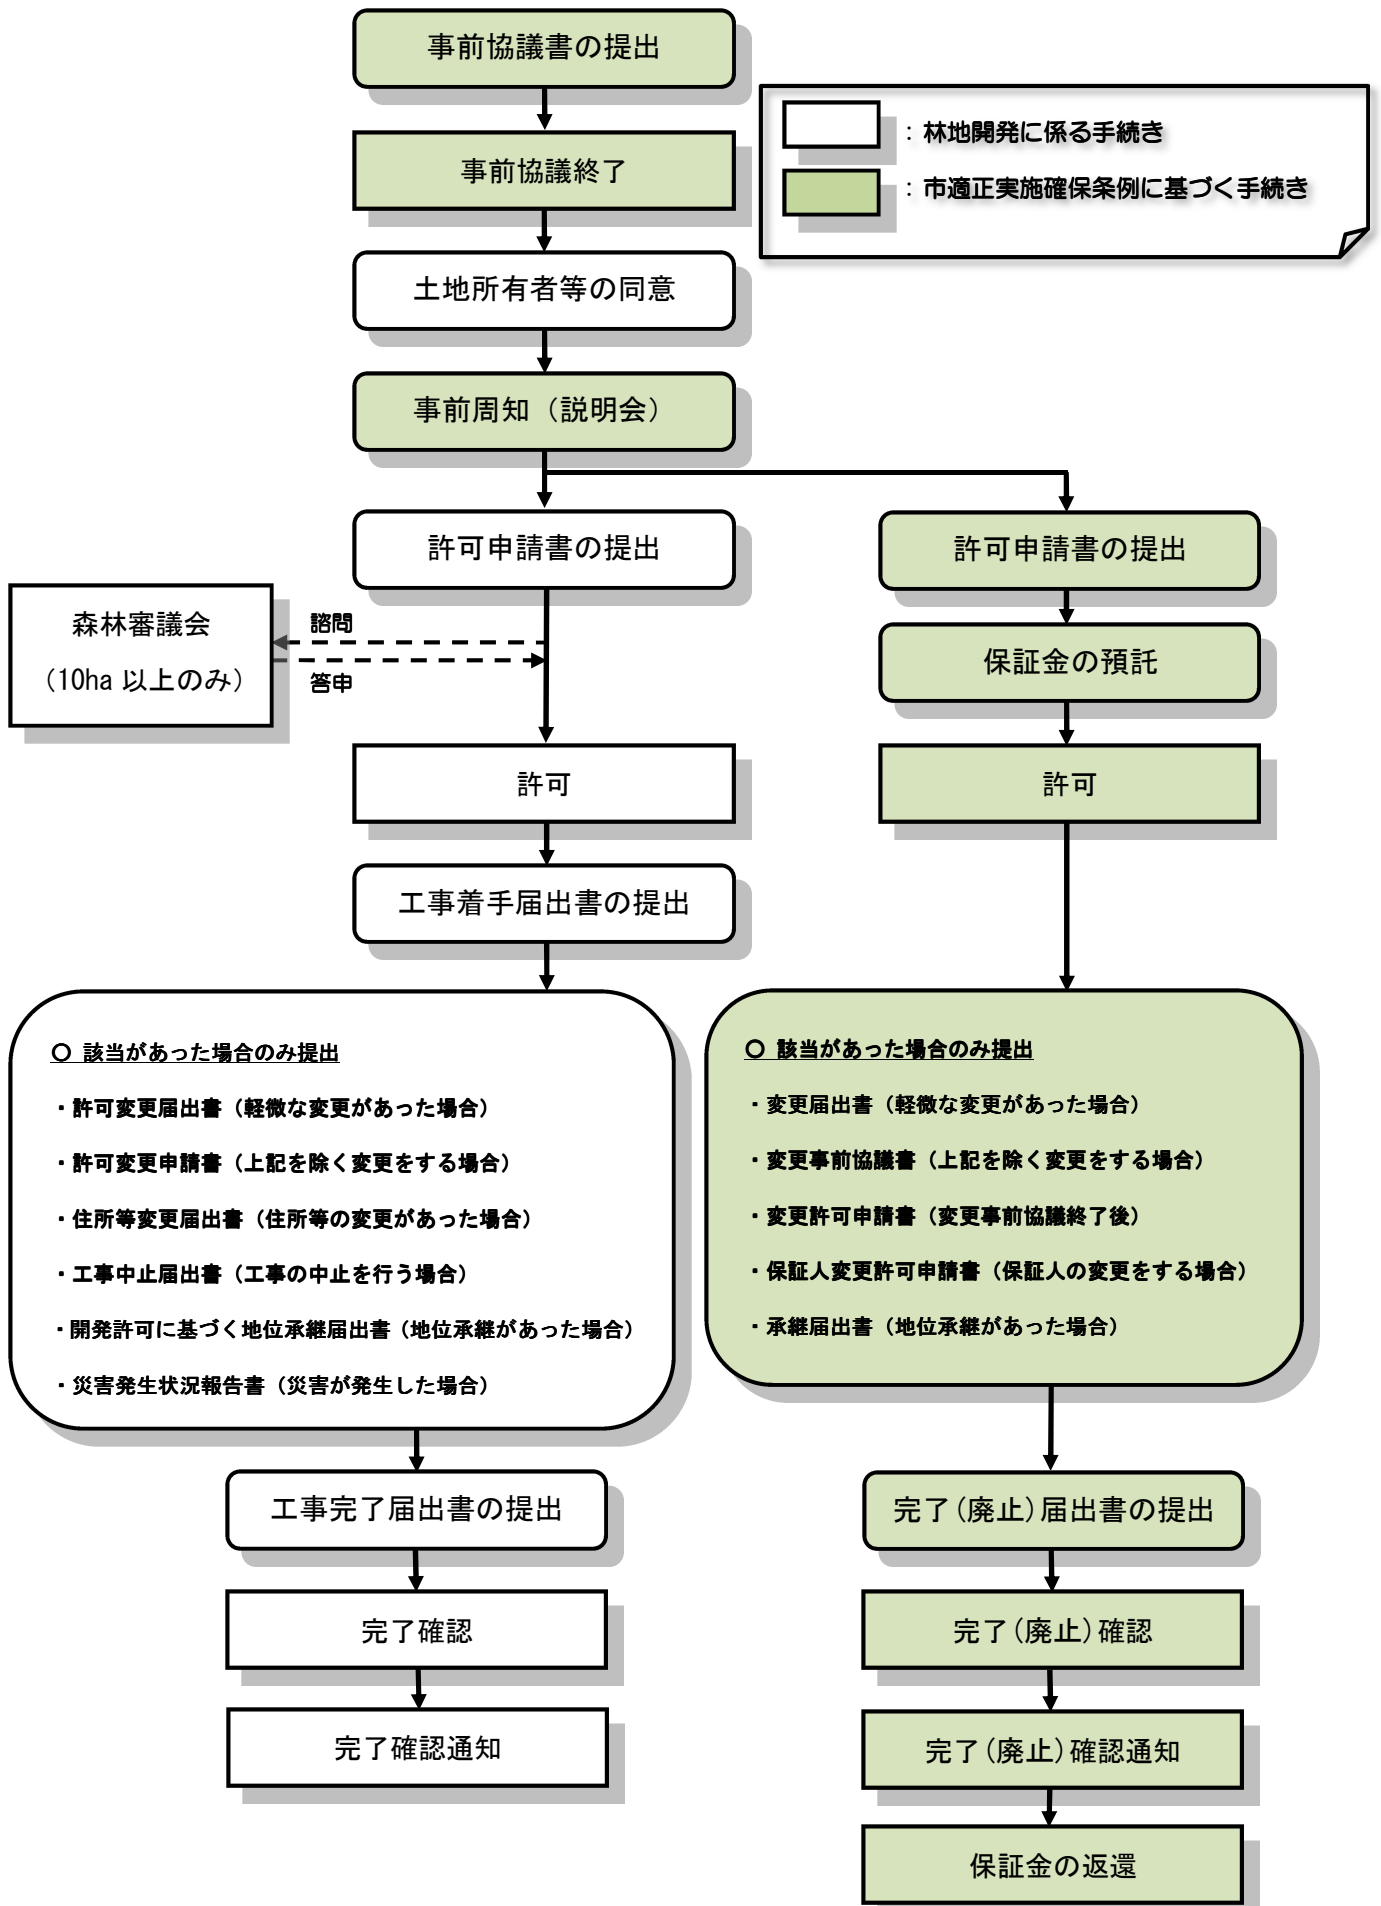 事前協議書の提出
事前協議終了
：林地開発に係る手続き
：市適正実施確保条例に基づく手続き
土地所有者等の同意
事前周知（説明会）
許可申請書の提出
許可申請書の提出
森林審議会
（10ha 以上のみ）
諮問
答申
保証金の預託
許可
許可
工事着手届出書の提出
○ 該当があった場合のみ提出
・許可変更届出書（軽微な変更があった場合）
・許可変更申請書（上記を除く変更をする場合）
・住所等変更届出書（住所等の変更があった場合）
・工事中止届出書（工事の中止を行う場合）
・開発許可に基づく地位承継届出書（地位承継があった場合）
・災害発生状況報告書（災害が発生した場合）
○ 該当があった場合のみ提出
・変更届出書（軽微な変更があった場合）
・変更事前協議書（上記を除く変更をする場合）
・変更許可申請書（変更事前協議終了後）
・保証人変更許可申請書（保証人の変更をする場合）
・承継届出書（地位承継があった場合）
工事完了届出書の提出
完了確認
完了確認通知
完了（廃止）届出書の提出
完了（廃止）確認
完了（廃止）確認通知
保証金の返還